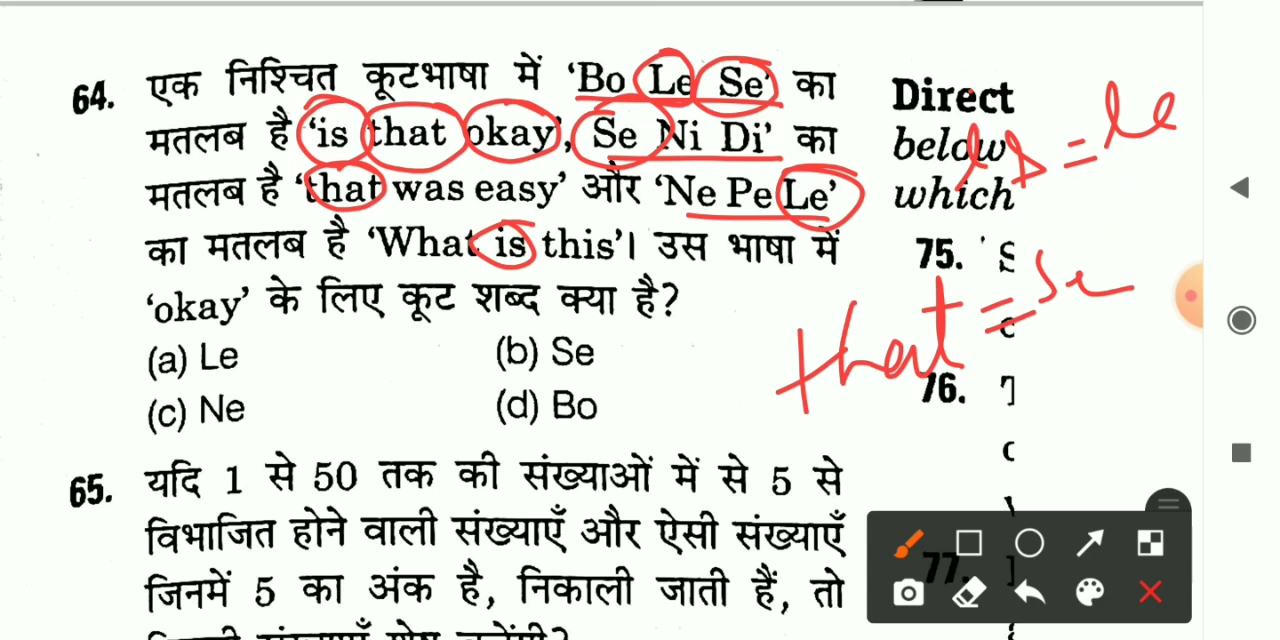 64. एक निश्चित कूटभाषा में ‘Bo Le Se’ का
मतलब है ‘is that okay’, Se Ni Di’ का
मतलब है ‘that was easy’ और ‘Ne Pe Le’
का मतलब है ‘What is this’। उस भाषा में
‘okay’ के लिए कूट शब्द क्या है?
(a) Le (b) Se
(c) Ne (d) Bo
65. यदि 1 से 50 तक की संख्याओं में से 5 से
विभाजित होने वाली संख्याएँ और ऐसी संख्याएँ
जिनमें 5 का अंक है, निकाली जाती हैं, तो
Direct
below
which
75. ' S
76.
77.
is = le
that = Se